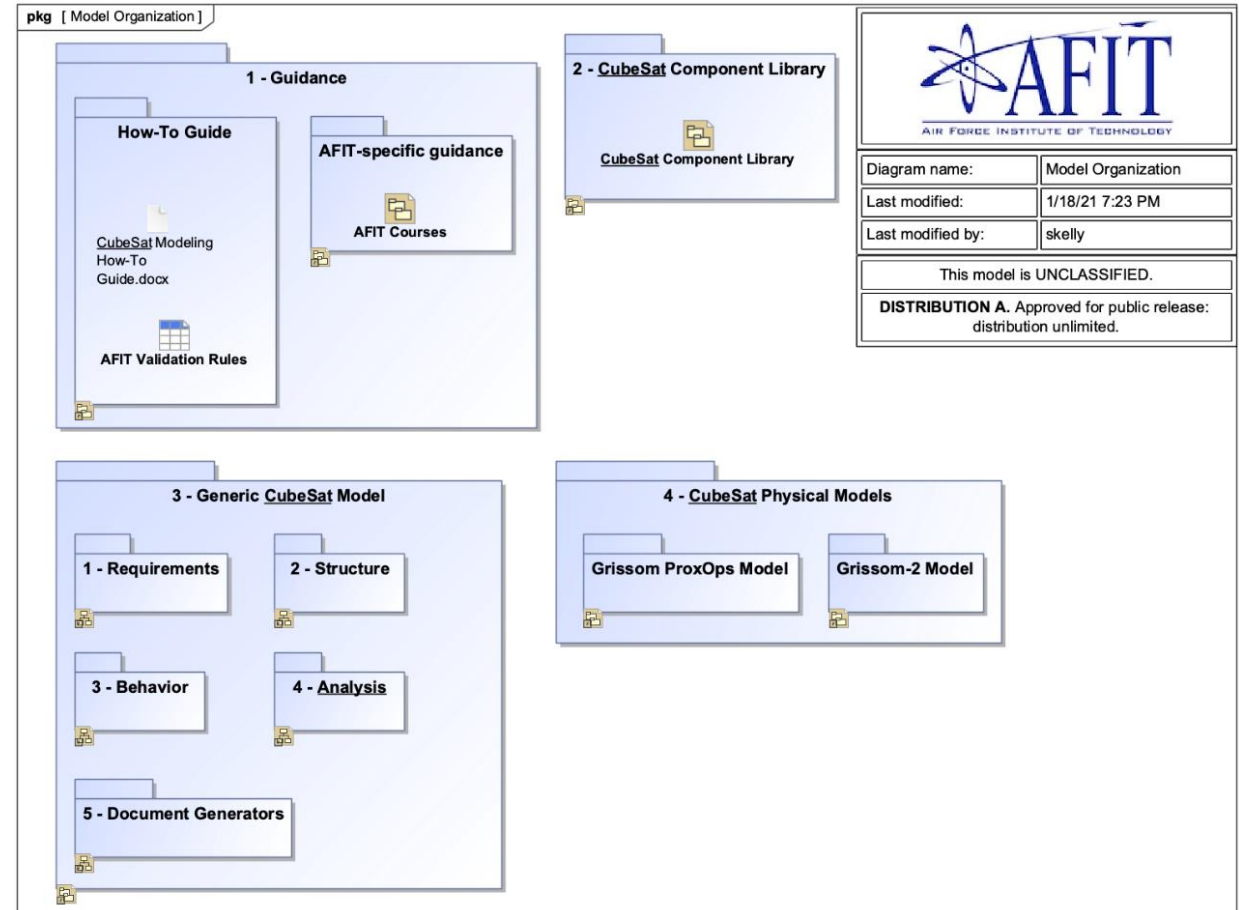 pkg [ Model Organization ]
1 - Guidance
How-To Guide
CubeSat Modeling
How-To
Guide.docx
AFIT Validation Rules
AFIT-specific guidance
AFIT Courses
2 - CubeSat Component Library
CubeSat Component Library
AFIT
AIR FORCE INSTITUTE OF TECHNOLOGY
Diagram name: Model Organization
Last modified: 1/18/21 7:23 PM
Last modified by: skelly
This model is UNCLASSIFIED.
DISTRIBUTION A. Approved for public release:
distribution unlimited.
3 - Generic CubeSat Model
1 - Requirements
2 - Structure
3 - Behavior
4 - Analysis
5 - Document Generators
4 - CubeSat Physical Models
Grissom ProxOps Model
Grissom-2 Model